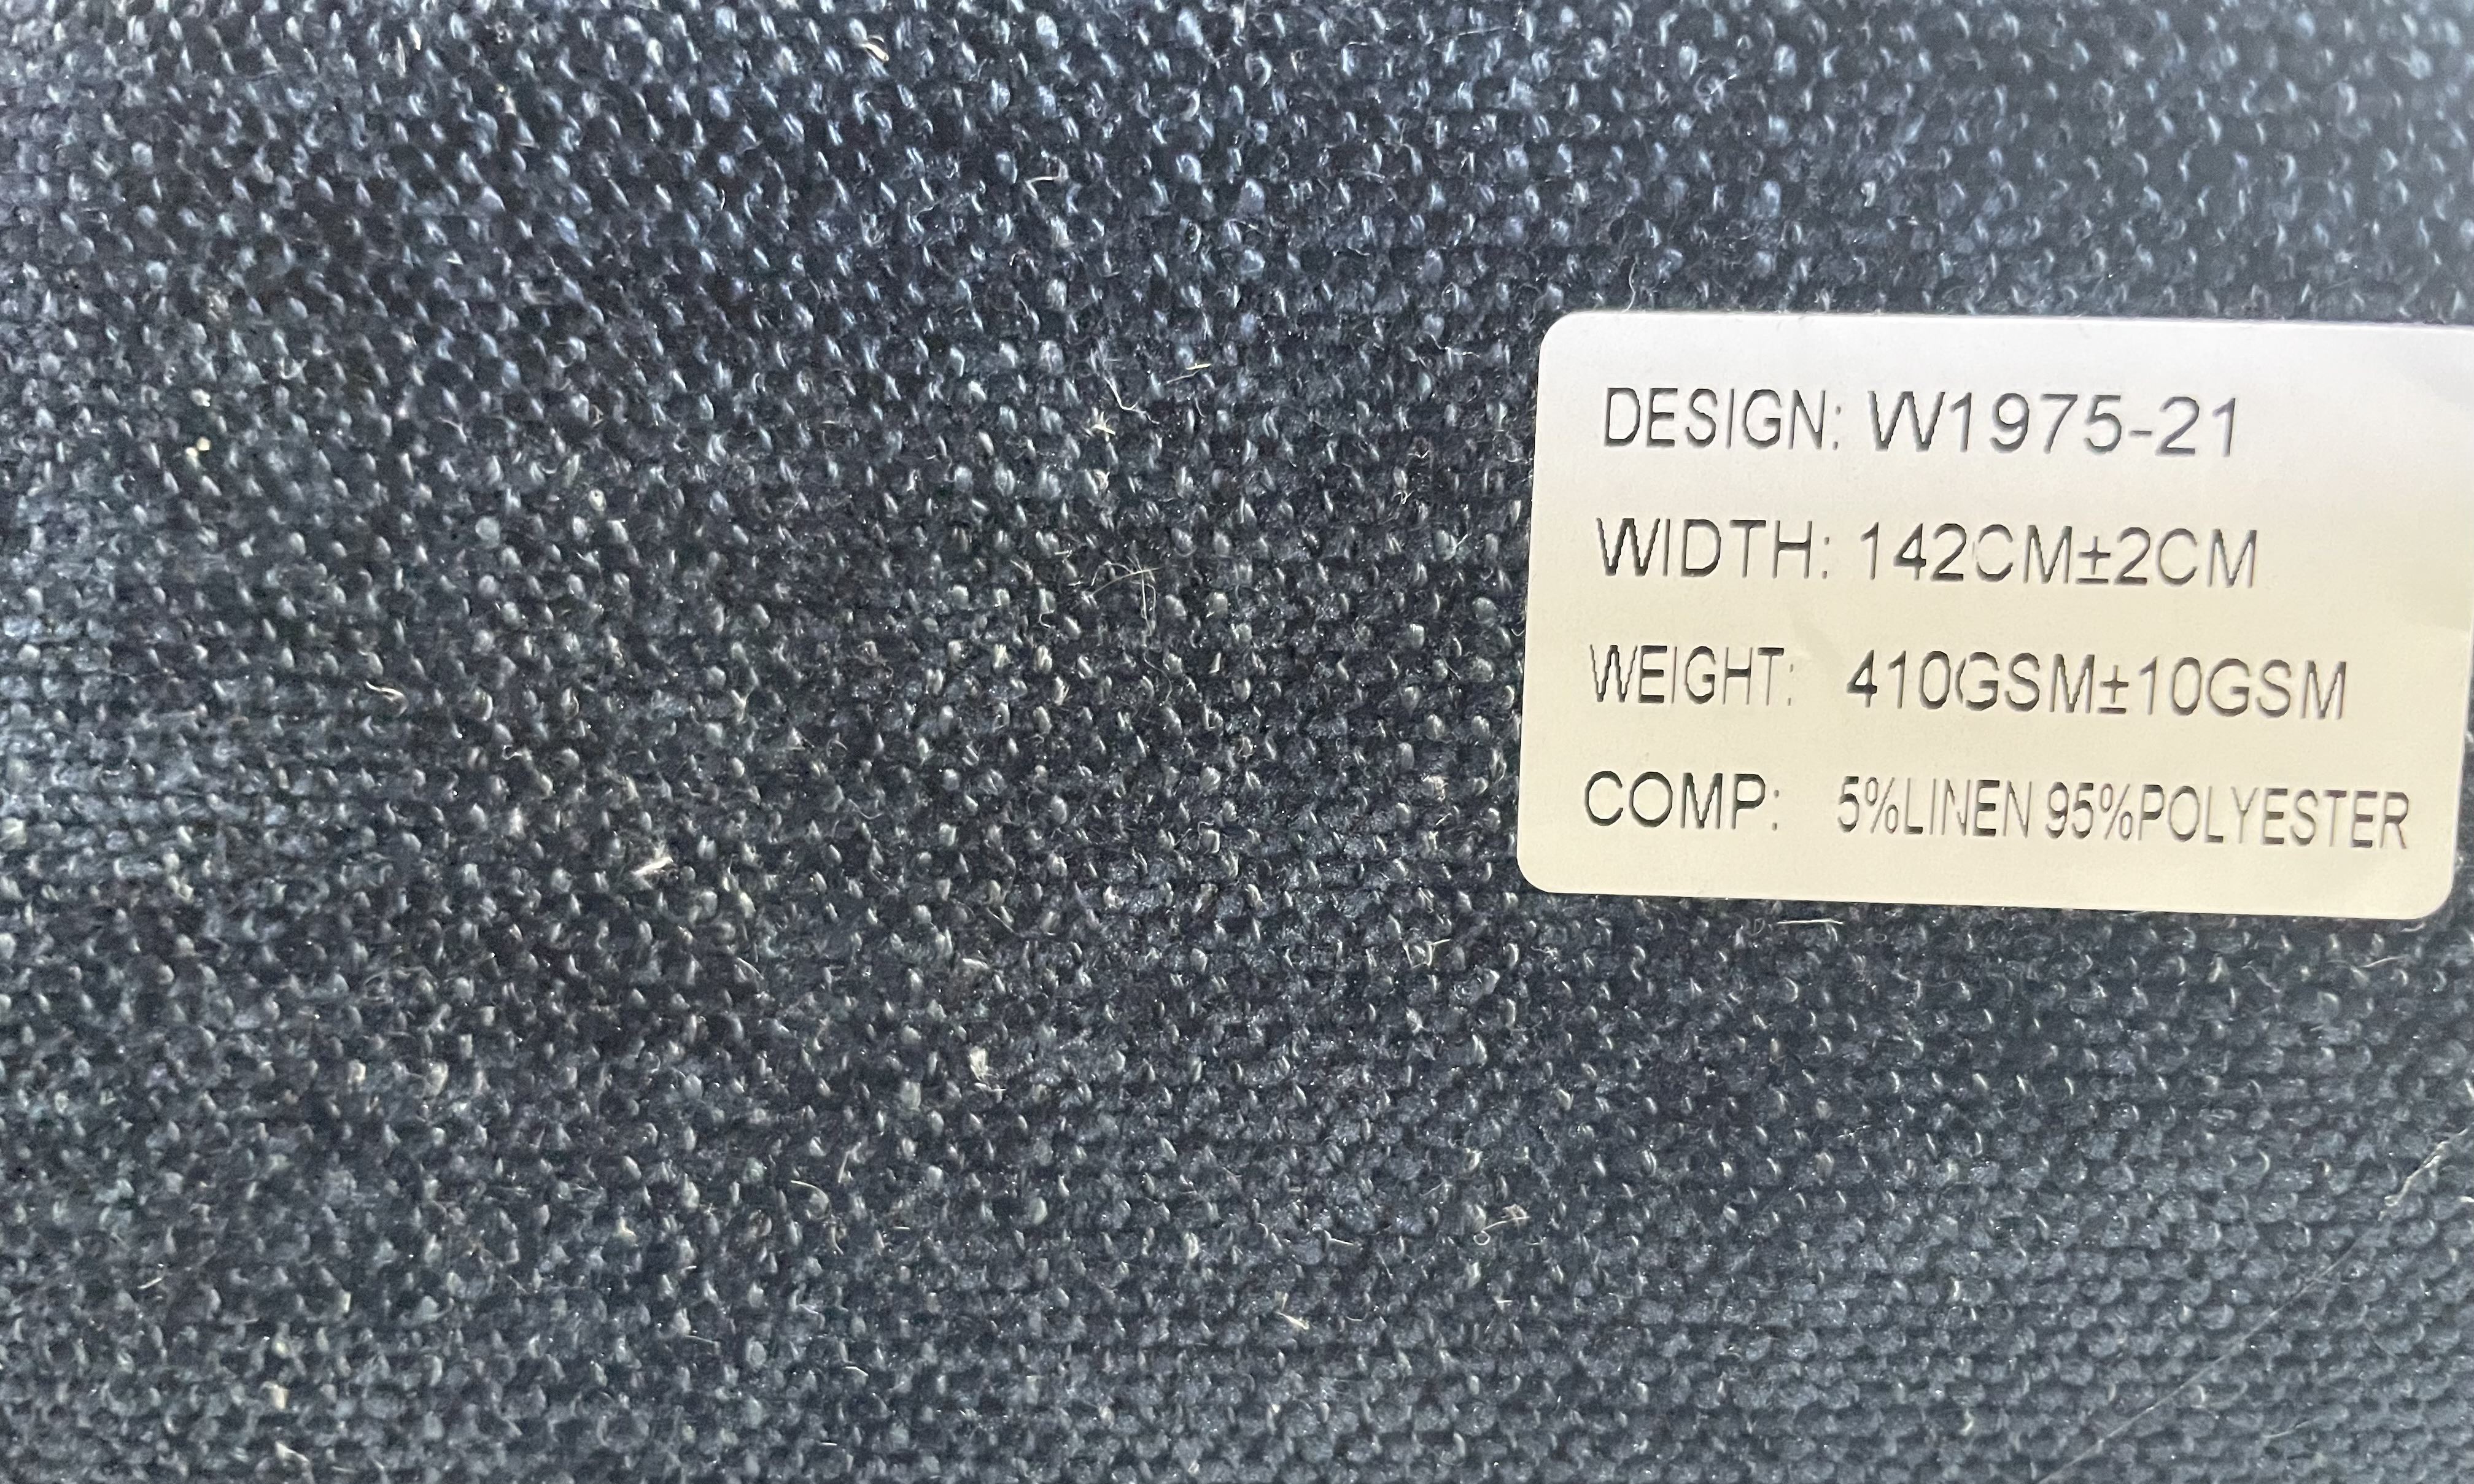 DESIGN: W1975-21
WIDTH: 142CM±2CM
WEIGHT: 410GSM±10GSM
COMP: 5%LINEN 95%POLYESTER